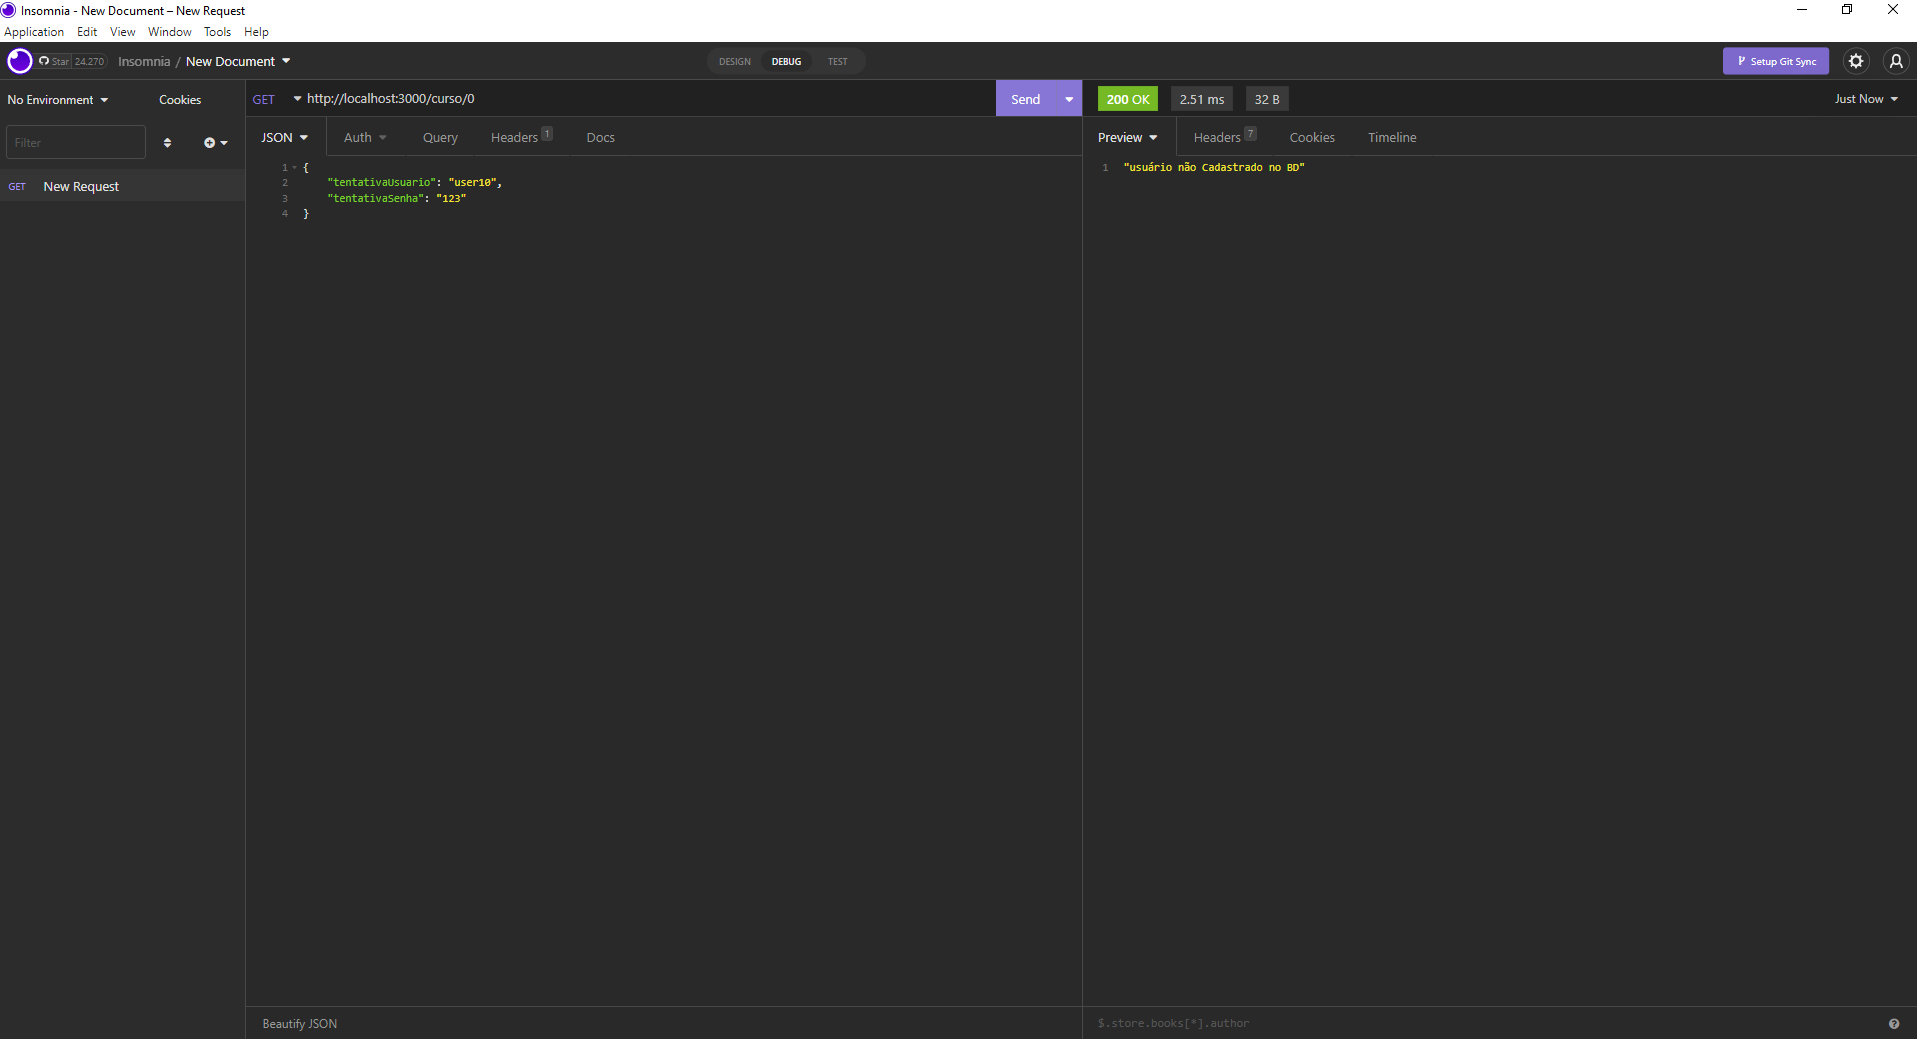 Insomnia - New Document – New Request
Application Edit View Window Tools Help
Star 24.270 Insomnia / New Document DESIGN DEBUG TEST Setup Git Sync
No Environment Cookies GET http://localhost:3000/curso/0 Send 200 OK 2.51 ms 32 B Just Now
Filter JSON Auth Query Headers 1 Docs Preview Headers 7 Cookies Timeline
GET New Request
1 {
2 "tentativaUsuario": "user10",
3 "tentativaSenha": "123"
4 }
1 "usuário não Cadastrado no BD"
Beautify JSON $.store.books[*].author